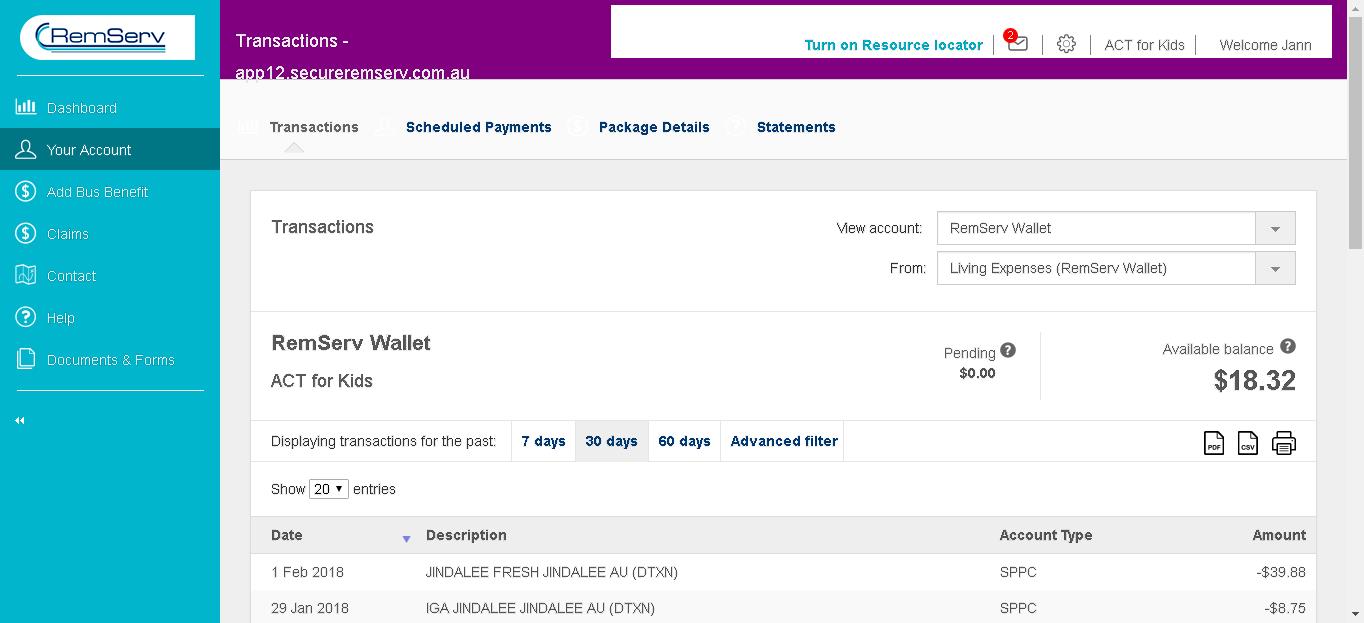 RemServ
Transactions -
app12.secureremserv.com.au
Turn on Resource locator
2
ACT for Kids
Welcome Jann
Dashboard
Your Account
Add Bus Benefit
Claims
Contact
Help
Documents & Forms
Transactions
Scheduled Payments
Package Details
Statements
Transactions
View account:
RemServ Wallet
From:
Living Expenses (RemServ Wallet)
RemServ Wallet
ACT for Kids
Pending ?
$0.00
Available balance ?
$18.32
Displaying transactions for the past:
7 days
30 days
60 days
Advanced filter
PDF
CSV
Show 20 entries
Date Description Account Type Amount
1 Feb 2018 JINDALEE FRESH JINDALEE AU (DTXN) SPPC -$39.88
29 Jan 2018 IGA JINDALEE JINDALEE AU (DTXN) SPPC -$8.75